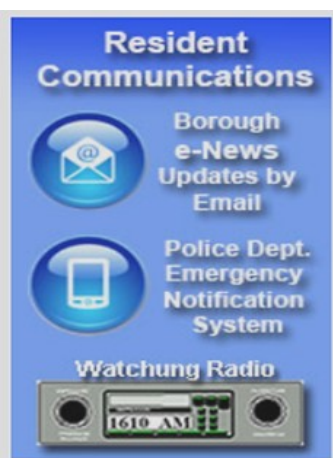 Resident
Communications
@
Borough
e-News
Updates by
Email
Police Dept.
Emergency
Notification
System
Watchung Radio
1610 AM